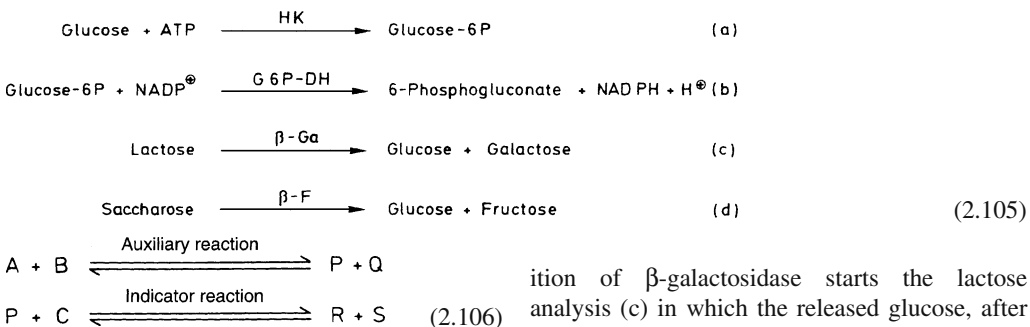 HK
Glucose + ATP → Glucose-6P (a)
G6P-DH
Glucose-6P + NADP⊕ → 6-Phosphogluconate + NADPH + H⊕ (b)
β-Ga
Lactose → Glucose + Galactose (c)
β-F
Saccharose → Glucose + Fructose (d) (2.105)
Auxiliary reaction
A + B ⇌ P + Q
Indicator reaction
P + C ⇌ R + S (2.106)
ition of β-galactosidase starts the lactose
analysis (c) in which the released glucose, after